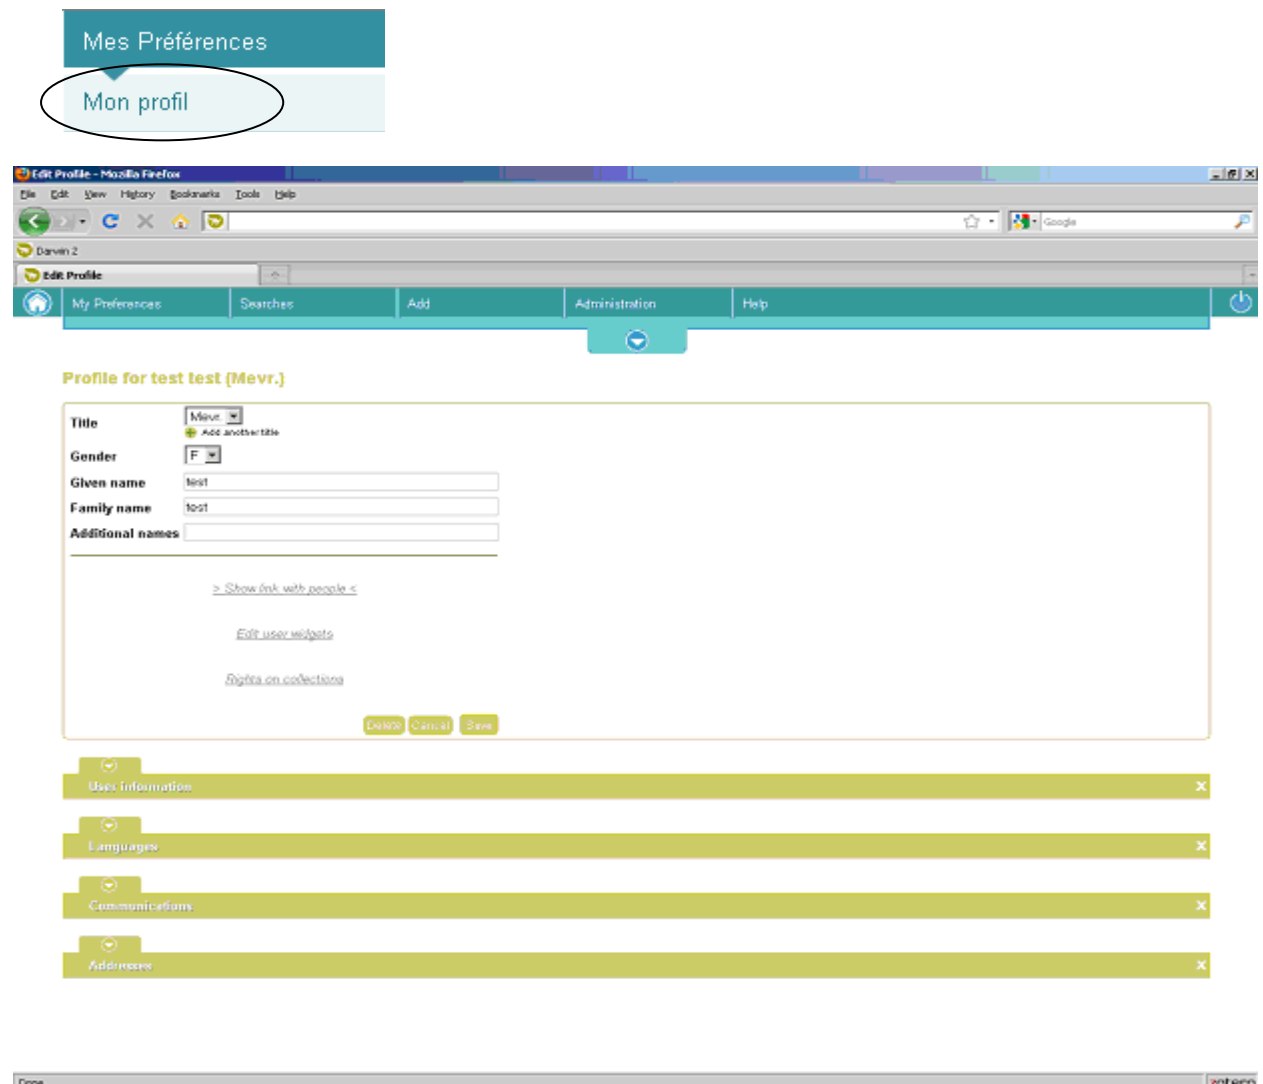 Mes Préférences
Mon profil
Edit Profile - Mozilla Firefox
File Edit View History Bookmarks Tools Help
Google
Darwin 2
Edit Profile
My Preferences Searches Add Administration Help
Profile for test test (Mevr.)
Title Mevr.
Add another title
Gender F
Given name test
Family name test
Additional names
> Show link with people <
Edit user widgets
Rights on collections
Delete Cancel Save
User information
Languages
Communications
Addresses
Done